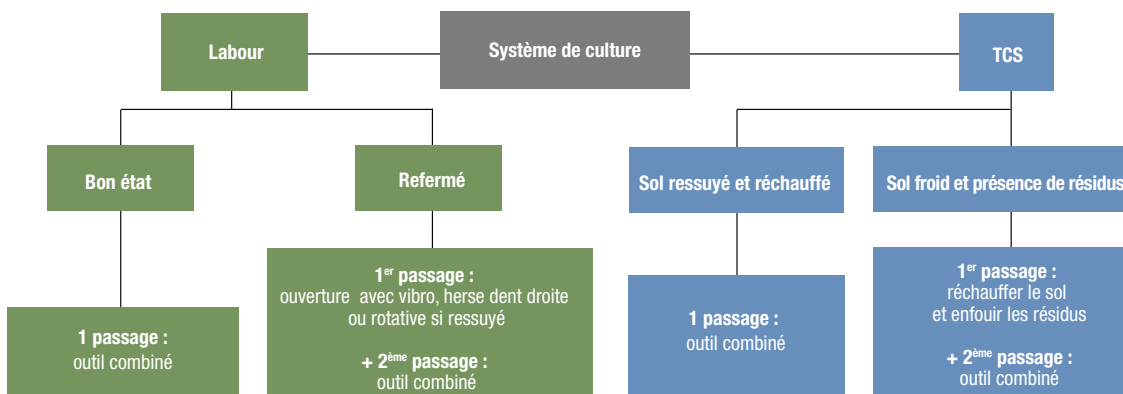 Labour
Système de culture
TCS
Bon état
Refermé
Sol ressuyé et réchauffé
Sol froid et présence de résidus
1 passage :
outil combiné
1er passage :
ouverture avec vibro, herse dent droite
ou rotative si ressuyé
+ 2ème passage :
outil combiné
1 passage :
outil combiné
1er passage :
réchauffer le sol
et enfouir les résidus
+ 2ème passage :
outil combiné